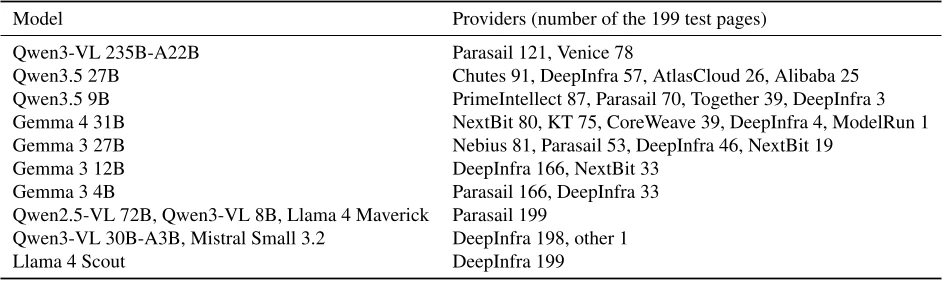 Model Providers (number of the 199 test pages)
Qwen3-VL 235B-A22B Parasail 121, Venice 78
Qwen3.5 27B Chutes 91, DeepInfra 57, AtlasCloud 26, Alibaba 25
Qwen3.5 9B PrimeIntellect 87, Parasail 70, Together 39, DeepInfra 3
Gemma 4 31B NextBit 80, KT 75, CoreWeave 39, DeepInfra 4, ModelRun 1
Gemma 3 27B Nebius 81, Parasail 53, DeepInfra 46, NextBit 19
Gemma 3 12B DeepInfra 166, NextBit 33
Gemma 3 4B Parasail 166, DeepInfra 33
Qwen2.5-VL 72B, Qwen3-VL 8B, Llama 4 Maverick Parasail 199
Qwen3-VL 30B-A3B, Mistral Small 3.2 DeepInfra 198, other 1
Llama 4 Scout DeepInfra 199